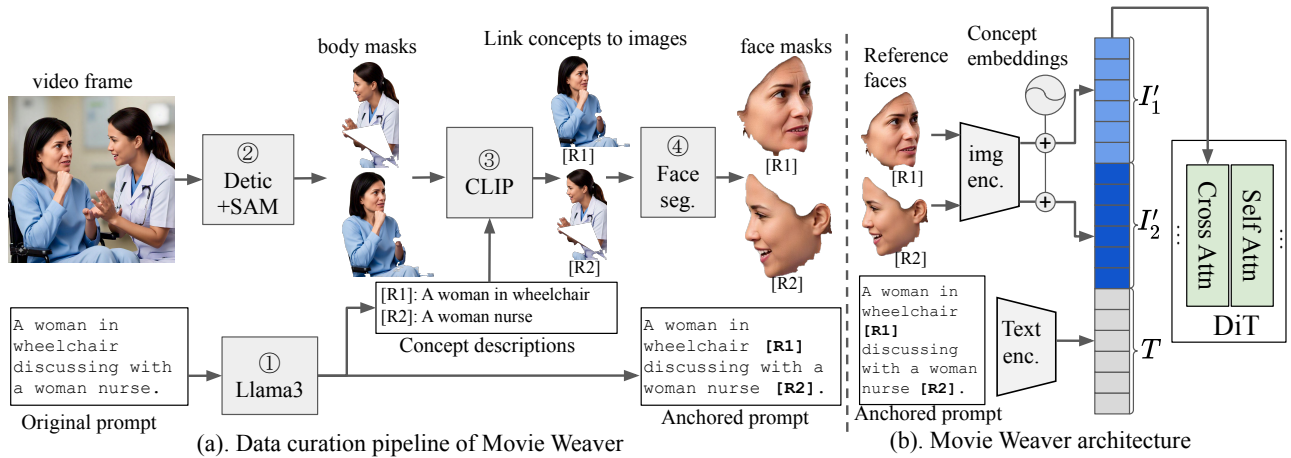 video frame
body masks
Link concepts to images
face masks
②
Detic
+SAM
③
CLIP
[R1]
[R2]
④
Face
seg.
[R1]
[R2]
[R1]: A woman in wheelchair
[R2]: A woman nurse
Concept descriptions
A woman in
wheelchair
discussing with
a woman nurse.
Original prompt
①
Llama3
A woman in
wheelchair [R1]
discussing with a
woman nurse [R2].
Anchored prompt
(a). Data curation pipeline of Movie Weaver
Reference
faces
Concept
embeddings
[R1]
[R2]
img
enc.
+
+
I′₁
I′₂
T
A woman in
wheelchair
[R1]
discussing
with a woman
nurse [R2].
Anchored prompt
Text
enc.
...
Cross Attn
Self Attn
...
DiT
(b). Movie Weaver architecture